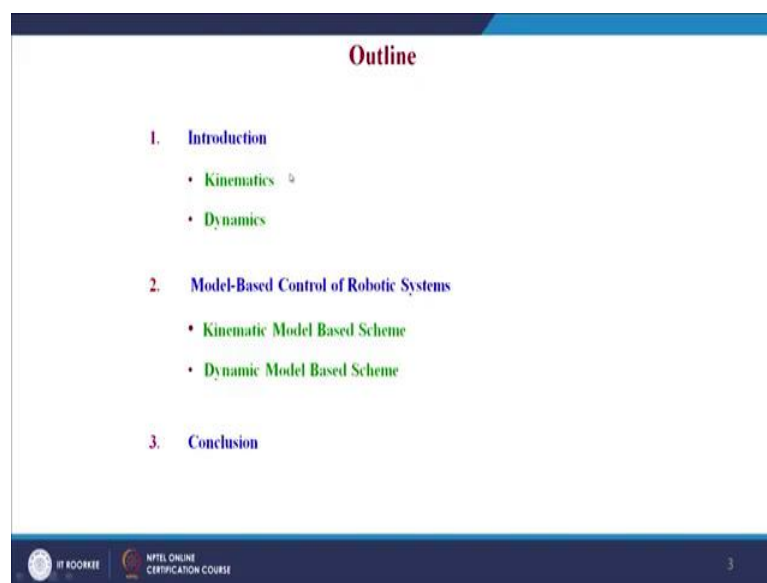 Outline
1. Introduction
• Kinematics
• Dynamics
2. Model-Based Control of Robotic Systems
• Kinematic Model Based Scheme
• Dynamic Model Based Scheme
3. Conclusion
IIT ROORKEE
NPTEL ONLINE
CERTIFICATION COURSE
3